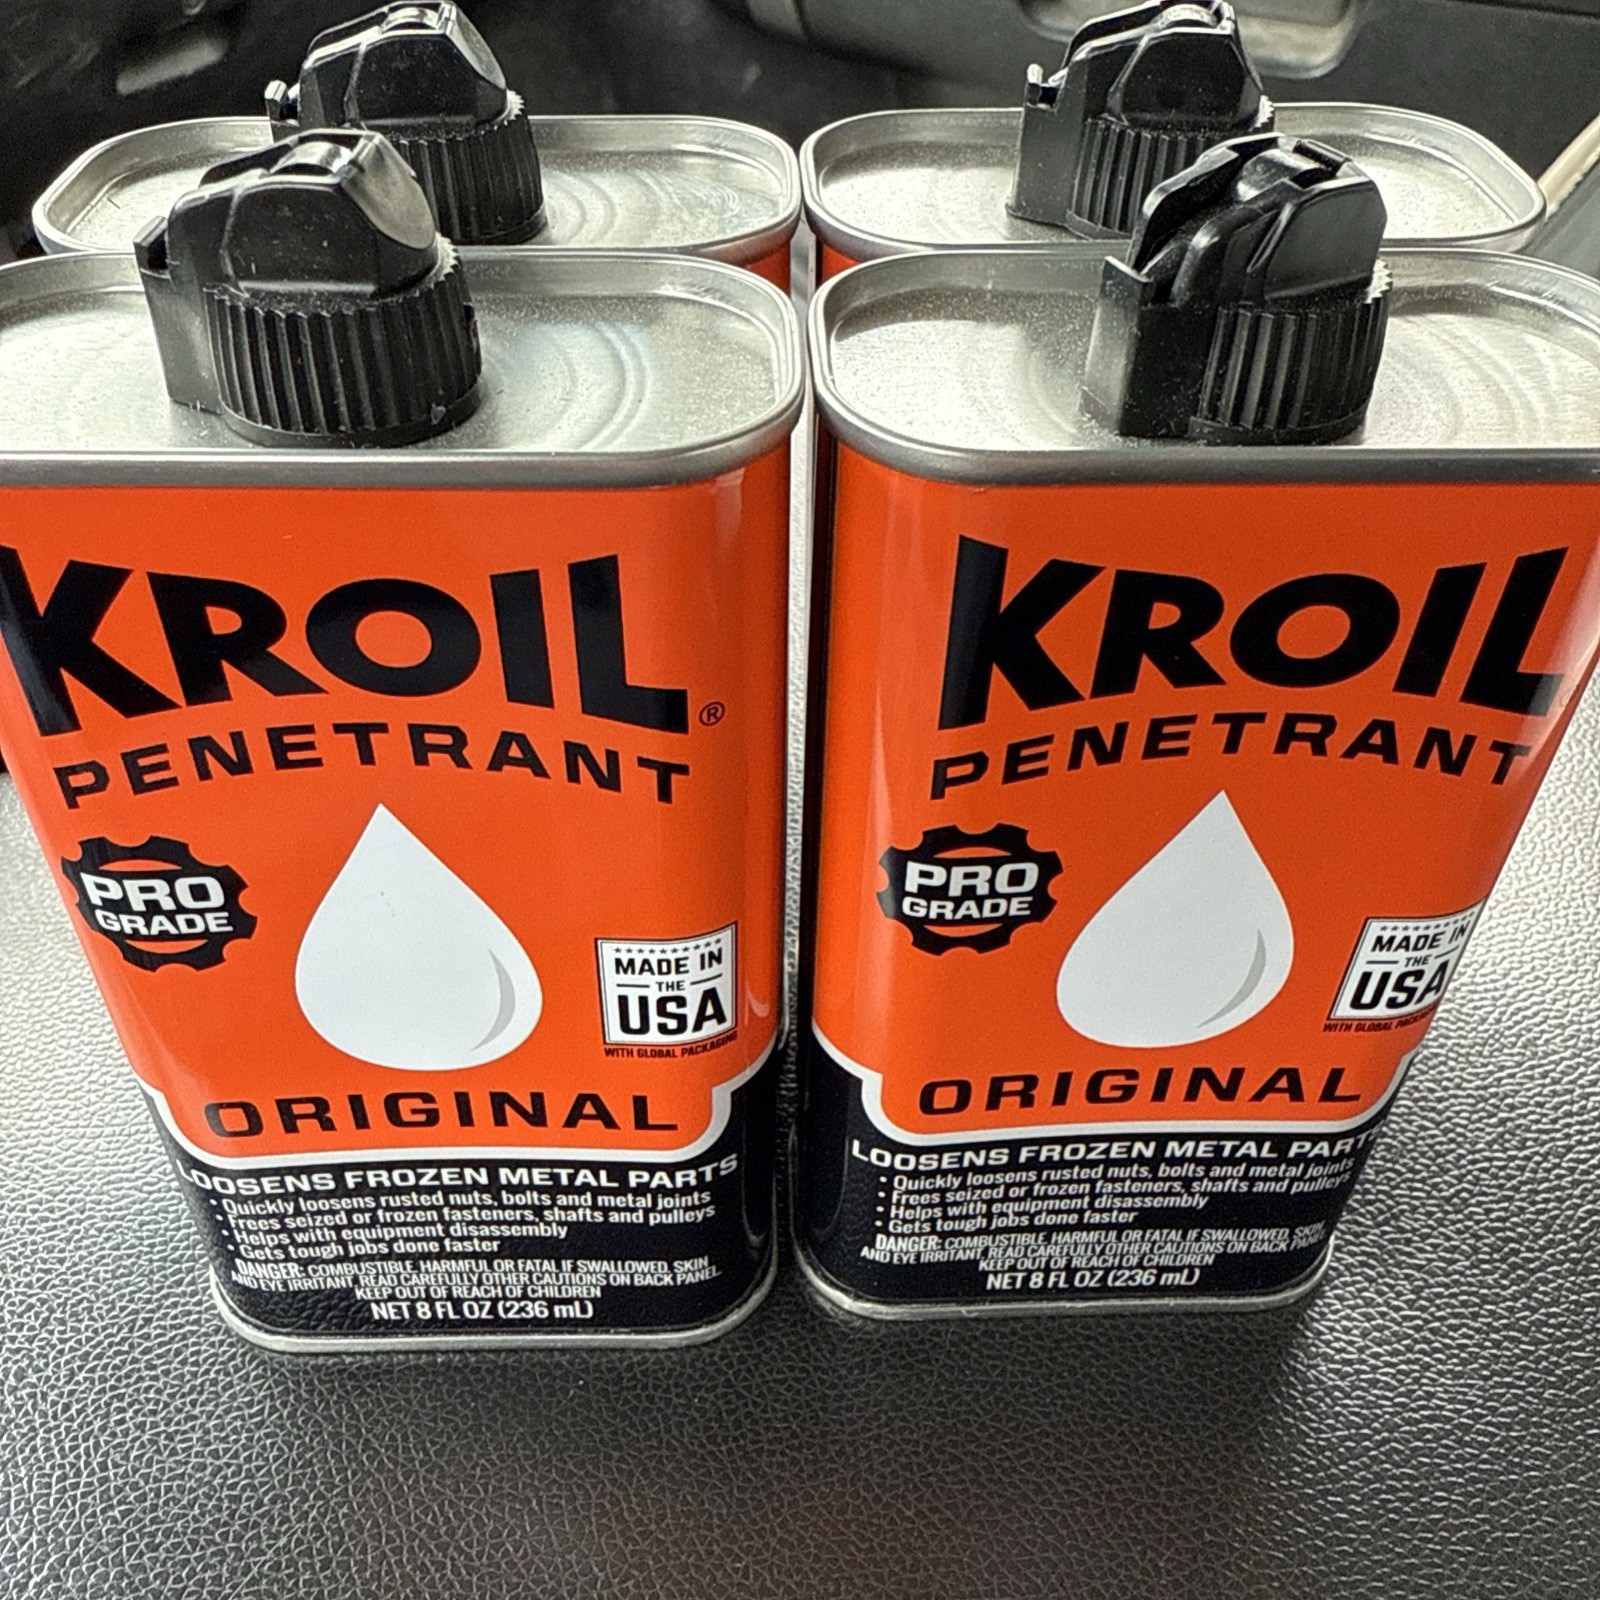 KROIL®
PENETRANT
PRO
GRADE
MADE IN
THE
USA
WITH GLOBAL PACKAGING
ORIGINAL
LOOSENS FROZEN METAL PARTS
• Quickly loosens rusted nuts, bolts and metal joints
• Frees seized or frozen fasteners, shafts and pulleys
• Helps with equipment disassembly
• Gets tough jobs done faster
DANGER: COMBUSTIBLE, HARMFUL OR FATAL IF SWALLOWED, SKIN
AND EYE IRRITANT, READ CAREFULLY OTHER CAUTIONS ON BACK PANEL.
KEEP OUT OF REACH OF CHILDREN
NET 8 FL OZ (236 mL)
KROIL
PENETRANT
PRO
GRADE
MADE IN
THE
USA
WITH GLOBAL
ORIGINAL
LOOSENS FROZEN METAL PARTS
• Quickly loosens rusted nuts, bolts and metal joints
• Frees seized or frozen fasteners, shafts and pulleys
• Helps with equipment disassembly
• Gets tough jobs done faster
DANGER: COMBUSTIBLE, HARMFUL OR FATAL IF SWALLOWED, SKIN
AND EYE IRRITANT, READ CAREFULLY OTHER CAUTIONS ON BACK PANEL.
KEEP OUT OF REACH OF CHILDREN
NET 8 FL OZ (236 mL)